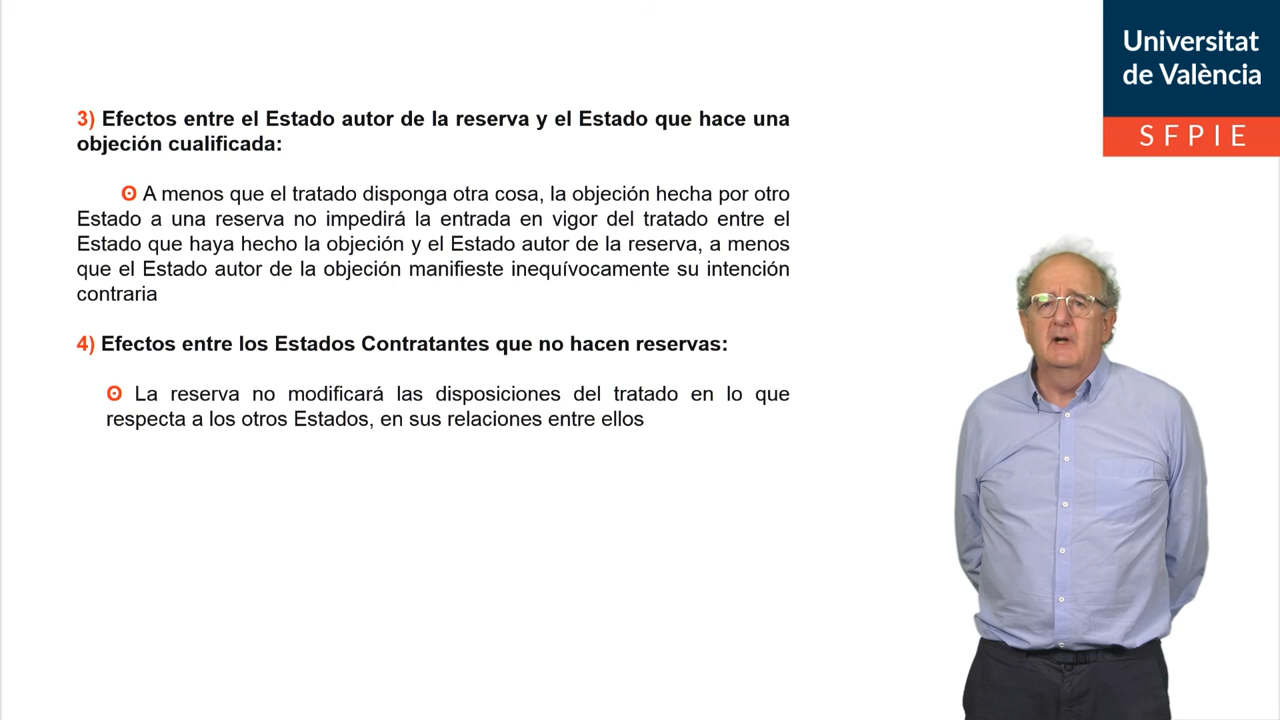 Universitat
de València
SFPIE
3) Efectos entre el Estado autor de la reserva y el Estado que hace una
objeción cualificada:
ʘ A menos que el tratado disponga otra cosa, la objeción hecha por otro
Estado a una reserva no impedirá la entrada en vigor del tratado entre el
Estado que haya hecho la objeción y el Estado autor de la reserva, a menos
que el Estado autor de la objeción manifieste inequívocamente su intención
contraria
4) Efectos entre los Estados Contratantes que no hacen reservas:
ʘ La reserva no modificará las disposiciones del tratado en lo que
respecta a los otros Estados, en sus relaciones entre ellos